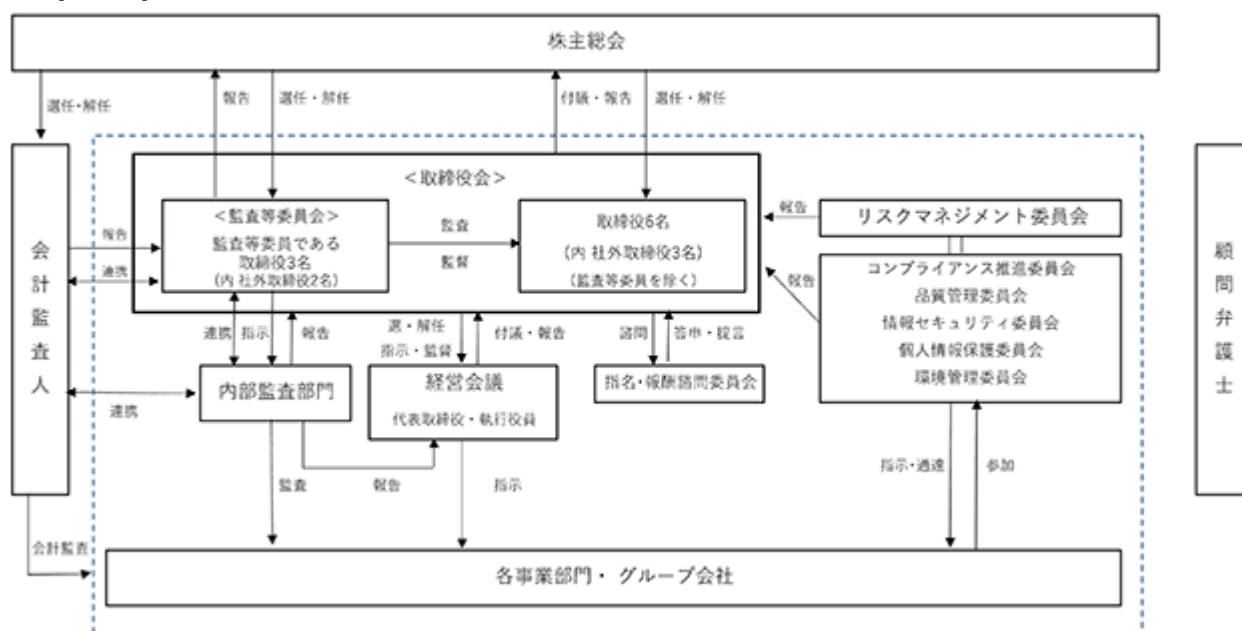 株主総会
選任・解任
報告
選任・解任
付議・報告
選任・解任
<取締役会>
<監査等委員会>
監査等委員である
取締役3名
(内 社外取締役2名)
監査
監督
取締役6名
(内 社外取締役3名)
(監査等委員を除く)
報告
リスクマネジメント委員会
会計監査人
報告
連携
報告
コンプライアンス推進委員会
品質管理委員会
情報セキュリティ委員会
個人情報保護委員会
環境管理委員会
顧問弁護士
連携
指示
報告
選・解任
指示・監督
付議・報告
諮問
答申・提言
内部監査部門
経営会議
代表取締役・執行役員
指名・報酬諮問委員会
連携
監査
報告
指示
指示・通達
参加
会計監査
各事業部門・グループ会社